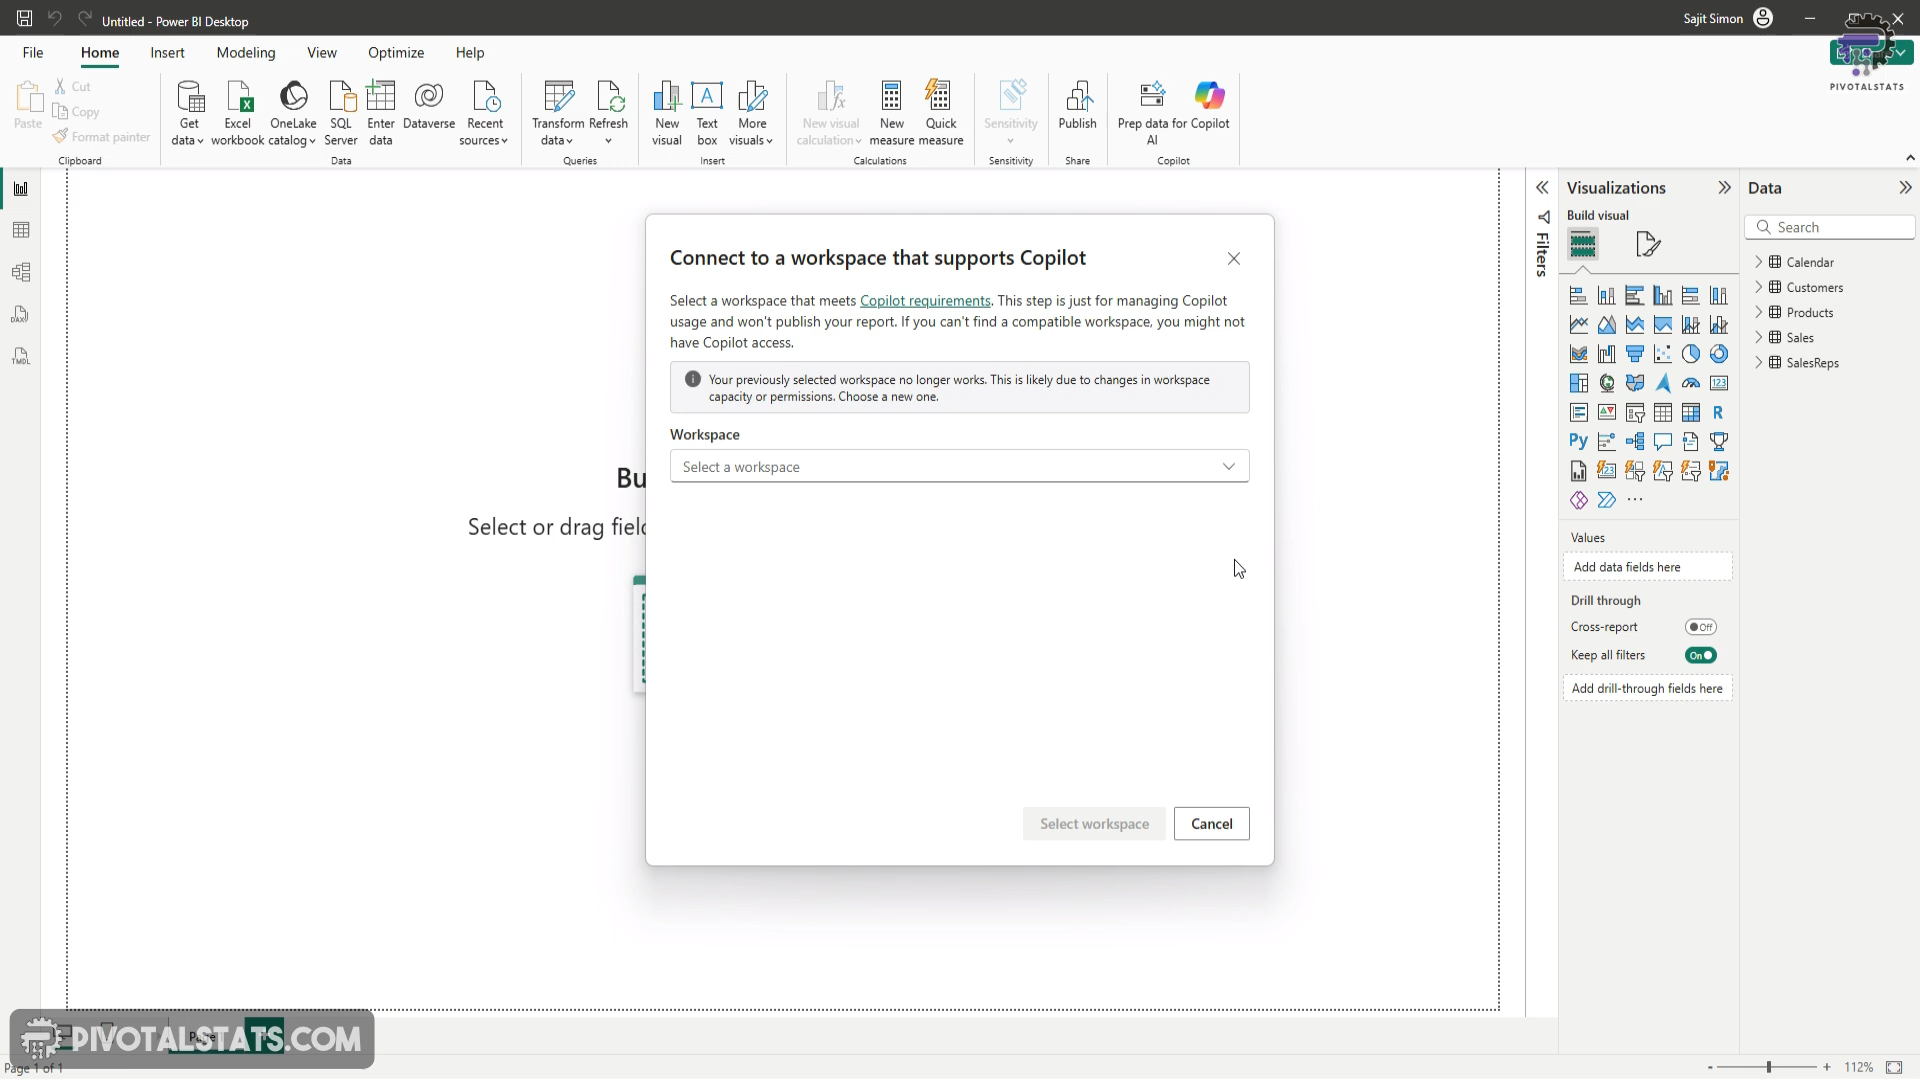 Untitled - Power BI Desktop
Sajit Simon
File Home Insert Modeling View Optimize Help
PIVOTALSTATS
Paste
Cut
Copy
Format painter
Clipboard
Get data
Excel workbook
OneLake catalog
SQL Server
Enter data
Dataverse
Recent sources
Data
Transform data
Refresh
Queries
New visual
Text box
More visuals
Insert
New visual calculation
New measure
Quick measure
Calculations
Sensitivity
Sensitivity
Publish
Share
Prep data for AI
Copilot
Copilot
DAX
TMDL
Bu
Select or drag field
Connect to a workspace that supports Copilot
Select a workspace that meets Copilot requirements. This step is just for managing Copilot
usage and won't publish your report. If you can't find a compatible workspace, you might not
have Copilot access.
Your previously selected workspace no longer works. This is likely due to changes in workspace
capacity or permissions. Choose a new one.
Workspace
Select a workspace
Select workspace
Cancel
Filters
Visualizations
Build visual
123
R
Py
123
Values
Add data fields here
Drill through
Cross-report
Off
Keep all filters
On
Add drill-through fields here
Data
Search
Calendar
Customers
Products
Sales
SalesReps
PIVOTALSTATS.COM
Page 1 of 1
- + 112%